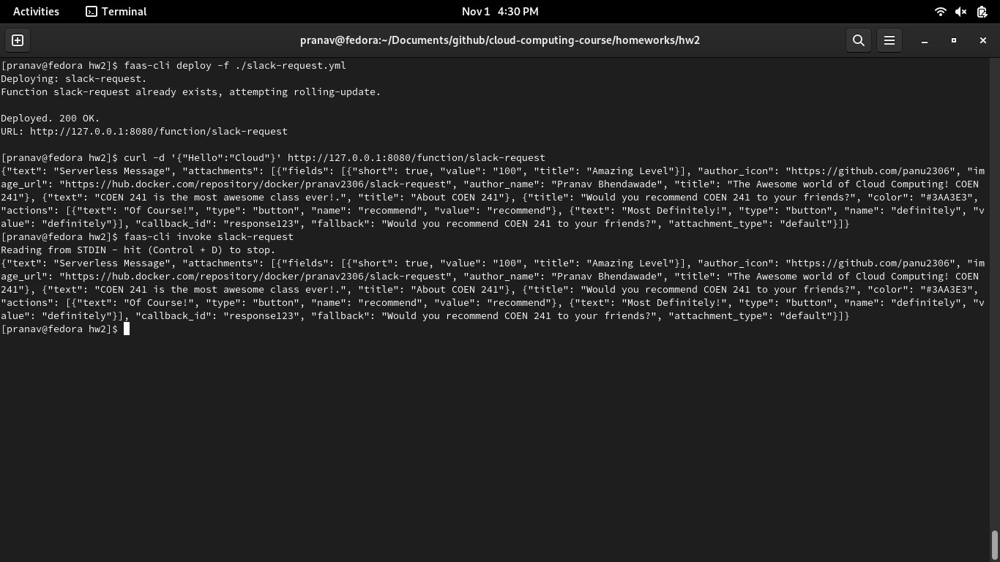 Activities Terminal Nov 1 4:30 PM
pranav@fedora:~/Documents/github/cloud-computing-course/homeworks/hw2
[pranav@fedora hw2]$ faas-cli deploy -f ./slack-request.yml
Deploying: slack-request.
Function slack-request already exists, attempting rolling-update.
Deployed. 200 OK.
URL: http://127.0.0.1:8080/function/slack-request
[pranav@fedora hw2]$ curl -d '{"Hello":"Cloud"}' http://127.0.0.1:8080/function/slack-request
{"text": "Serverless Message", "attachments": [{"fields": [{"short": true, "value": "100", "title": "Amazing Level"}], "author_icon": "https://github.com/panu2306", "im
age_url": "https://hub.docker.com/repository/docker/pranav2306/slack-request", "author_name": "Pranav Bhendawade", "title": "The Awesome world of Cloud Computing! COEN
241"}, {"text": "COEN 241 is the most awesome class ever!.", "title": "About COEN 241"}, {"title": "Would you recommend COEN 241 to your friends?", "color": "#3AA3E3",
"actions": [{"text": "Of Course!", "type": "button", "name": "recommend", "value": "recommend"}, {"text": "Most Definitely!", "type": "button", "name": "definitely", "v
alue": "definitely"}], "callback_id": "response123", "fallback": "Would you recommend COEN 241 to your friends?", "attachment_type": "default"}]}
[pranav@fedora hw2]$ faas-cli invoke slack-request
Reading from STDIN - hit (Control + D) to stop.
{"text": "Serverless Message", "attachments": [{"fields": [{"short": true, "value": "100", "title": "Amazing Level"}], "author_icon": "https://github.com/panu2306", "im
age_url": "https://hub.docker.com/repository/docker/pranav2306/slack-request", "author_name": "Pranav Bhendawade", "title": "The Awesome world of Cloud Computing! COEN
241"}, {"text": "COEN 241 is the most awesome class ever!.", "title": "About COEN 241"}, {"title": "Would you recommend COEN 241 to your friends?", "color": "#3AA3E3",
"actions": [{"text": "Of Course!", "type": "button", "name": "recommend", "value": "recommend"}, {"text": "Most Definitely!", "type": "button", "name": "definitely", "v
alue": "definitely"}], "callback_id": "response123", "fallback": "Would you recommend COEN 241 to your friends?", "attachment_type": "default"}]}
[pranav@fedora hw2]$